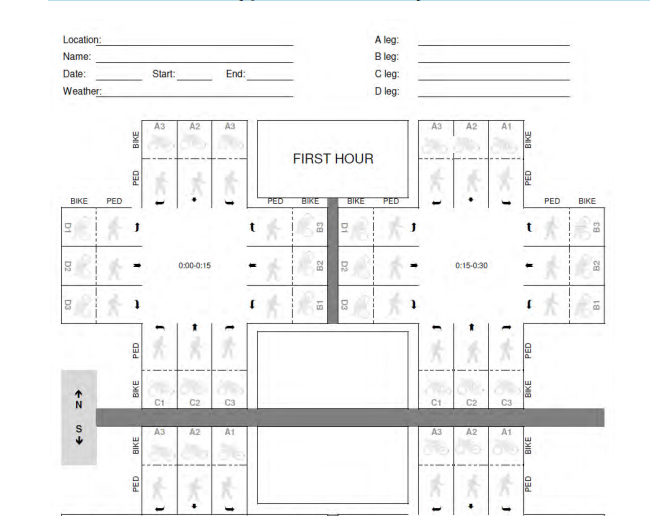 Location: A leg:
Name: B leg:
Date: Start: End: C leg:
Weather: D leg:
A3 A2 A3 A3 A2 A1
BIKE BIKE
FIRST HOUR
PED PED
BIKE PED PED BIKE PED PED BIKE
D1 B3 D1 B3
D2 0:00-0:15 B2 D2 0:15-0:30 B2
D3 B1 D3 B1
PED PED
BIKE BIKE
C1 C2 C3 C1 C2 C3
N
S
A3 A2 A1 A3 A2 A1
BIKE BIKE
PED PED